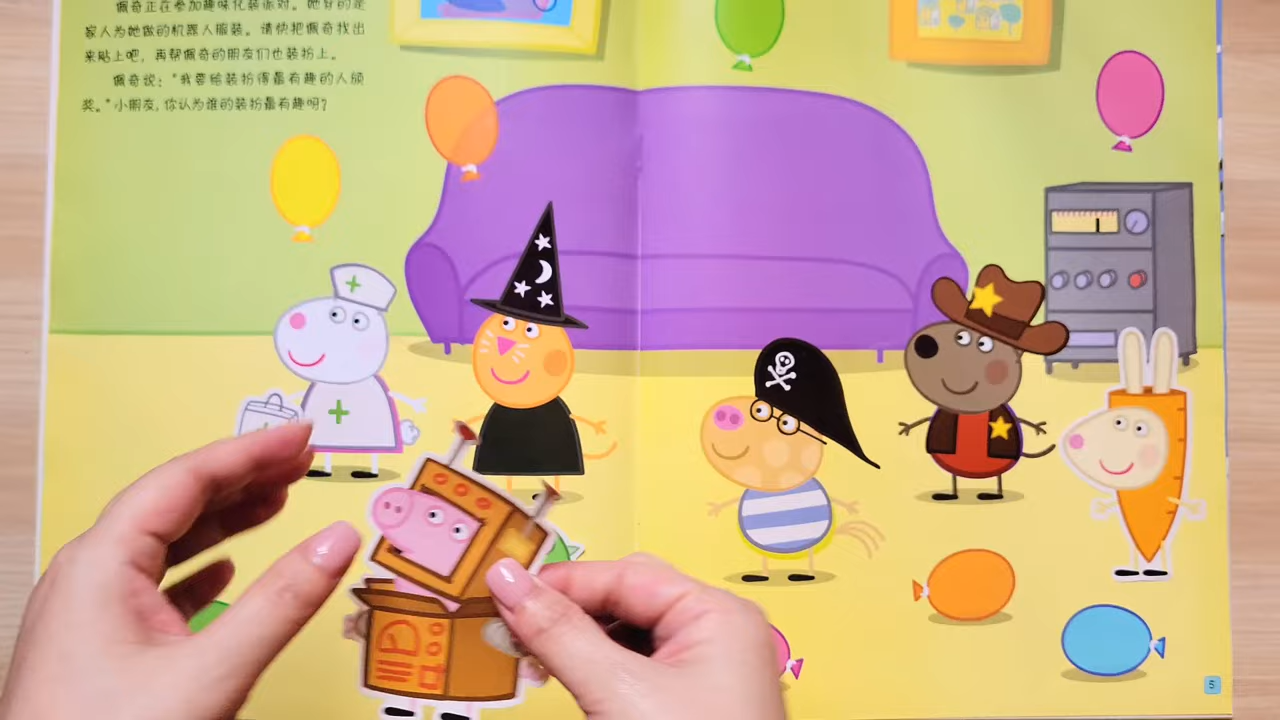 佩奇正在参加趣味化装派对。她穿的是
家人为她做的机器人服装。请快把佩奇找出
来贴上吧，再帮佩奇的朋友们也装扮上。
佩奇说："我要给装扮得最有趣的人颁
奖。"小朋友，你认为谁的装扮最有趣呀？
5